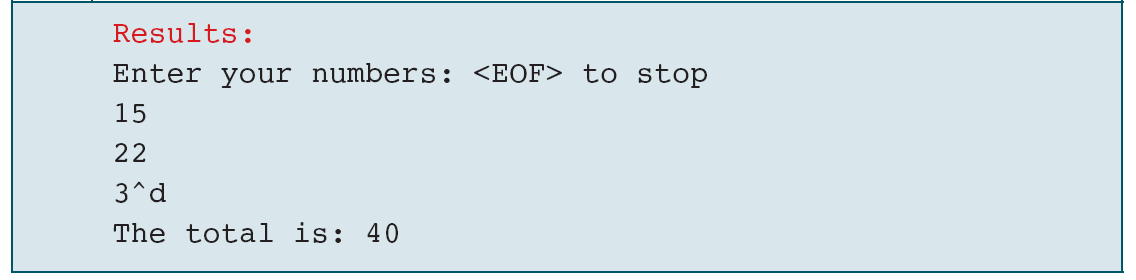 Results:
Enter your numbers: <EOF> to stop
15
22
3^d
The total is: 40